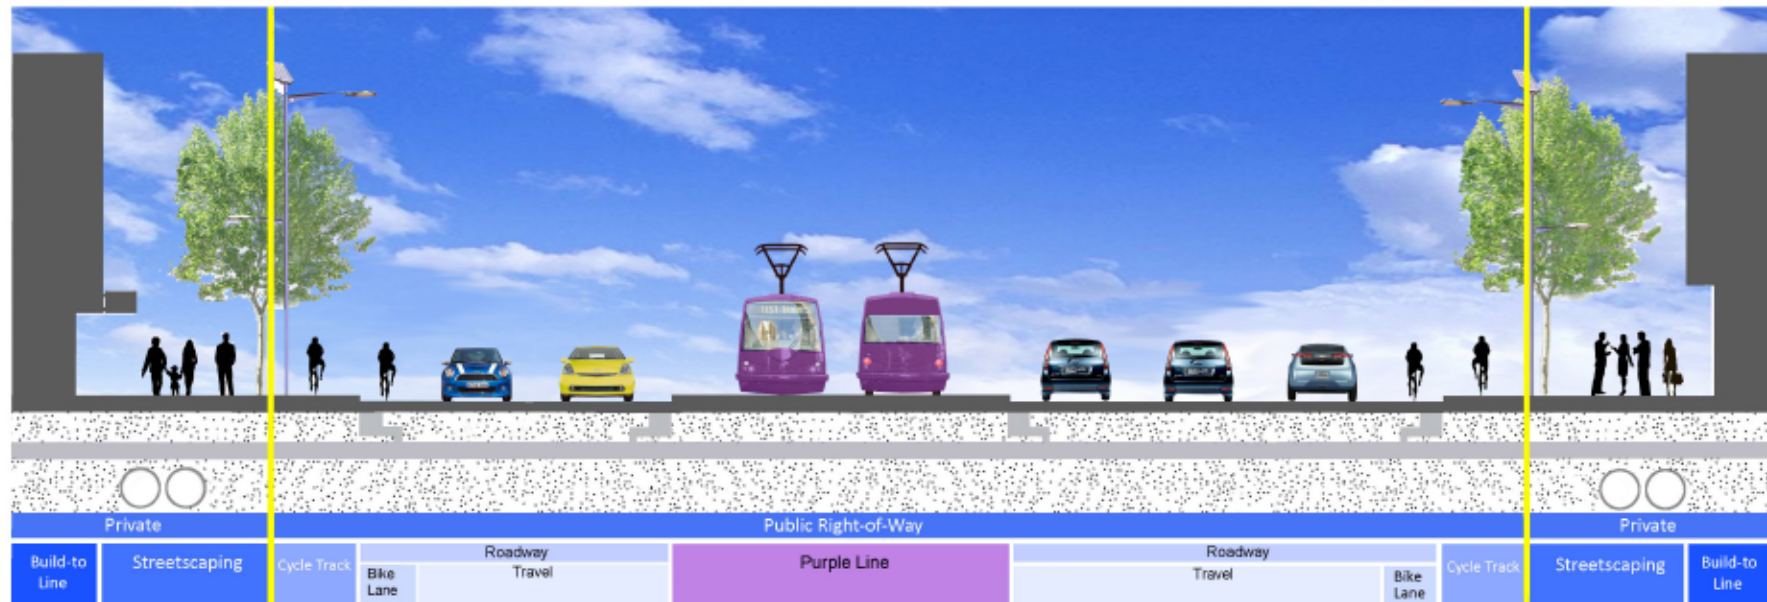 Private
Public Right-of-Way
Private
Build-to
Line
Streetscaping
Cycle Track
Roadway
Bike
Lane
Travel
Purple Line
Roadway
Travel
Bike
Lane
Cycle Track
Streetscaping
Build-to
Line